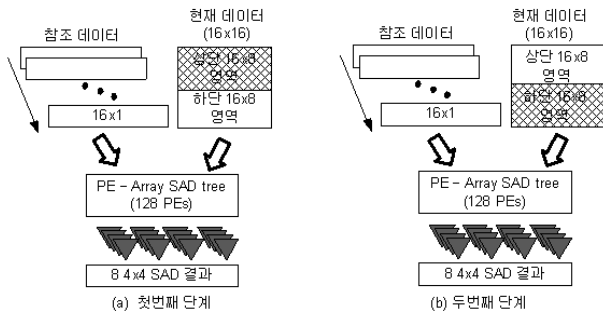 참조 데이터
현재 데이터
(16x16)
상단 16x8
영역
하단 16x8
영역
16x1
PE - Array SAD tree
(128 PEs)
8 4x4 SAD 결과
(a) 첫번째 단계
참조 데이터
현재 데이터
(16x16)
상단 16x8
영역
하단 16x8
영역
16x1
PE - Array SAD tree
(128 PEs)
8 4x4 SAD 결과
(b) 두번째 단계